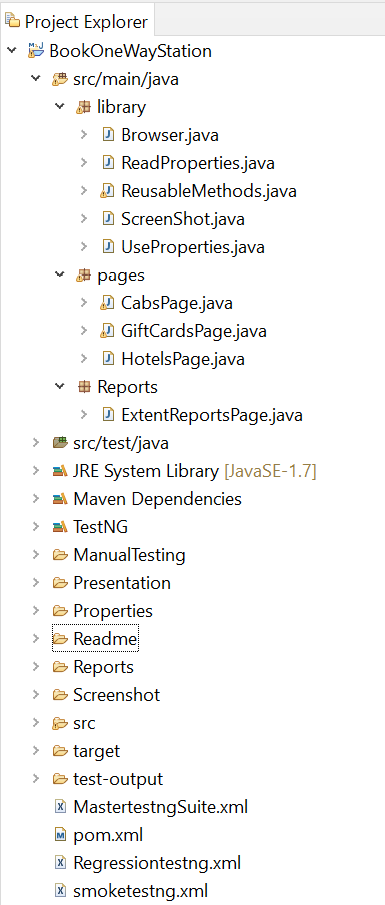 Project Explorer
BookOneWayStation
src/main/java
library
Browser.java
ReadProperties.java
ReusableMethods.java
ScreenShot.java
UseProperties.java
pages
CabsPage.java
GiftCardsPage.java
HotelsPage.java
Reports
ExtentReportsPage.java
src/test/java
JRE System Library [JavaSE-1.7]
Maven Dependencies
TestNG
ManualTesting
Presentation
Properties
Readme
Reports
Screenshot
src
target
test-output
MastertestngSuite.xml
pom.xml
Regressiontestng.xml
smoketestng.xml